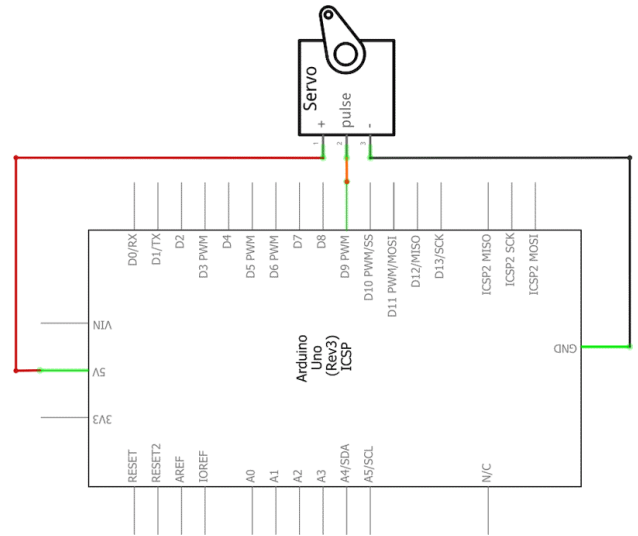 Servo
+
pulse
-
1
2
3
D0/RX
D1/TX
D2
D3 PWM
D4
D5 PWM
D6 PWM
D7
D8
D9 PWM
D10 PWM/SS
D11 PWM/MOSI
D12/MISO
D13/SCK
ICSP2 MISO
ICSP2 SCK
ICSP2 MOSI
VIN
5V
3V3
Arduino
Uno
(Rev3)
ICSP
GND
RESET
RESET2
AREF
IOREF
A0
A1
A2
A3
A4/SDA
A5/SCL
N/C